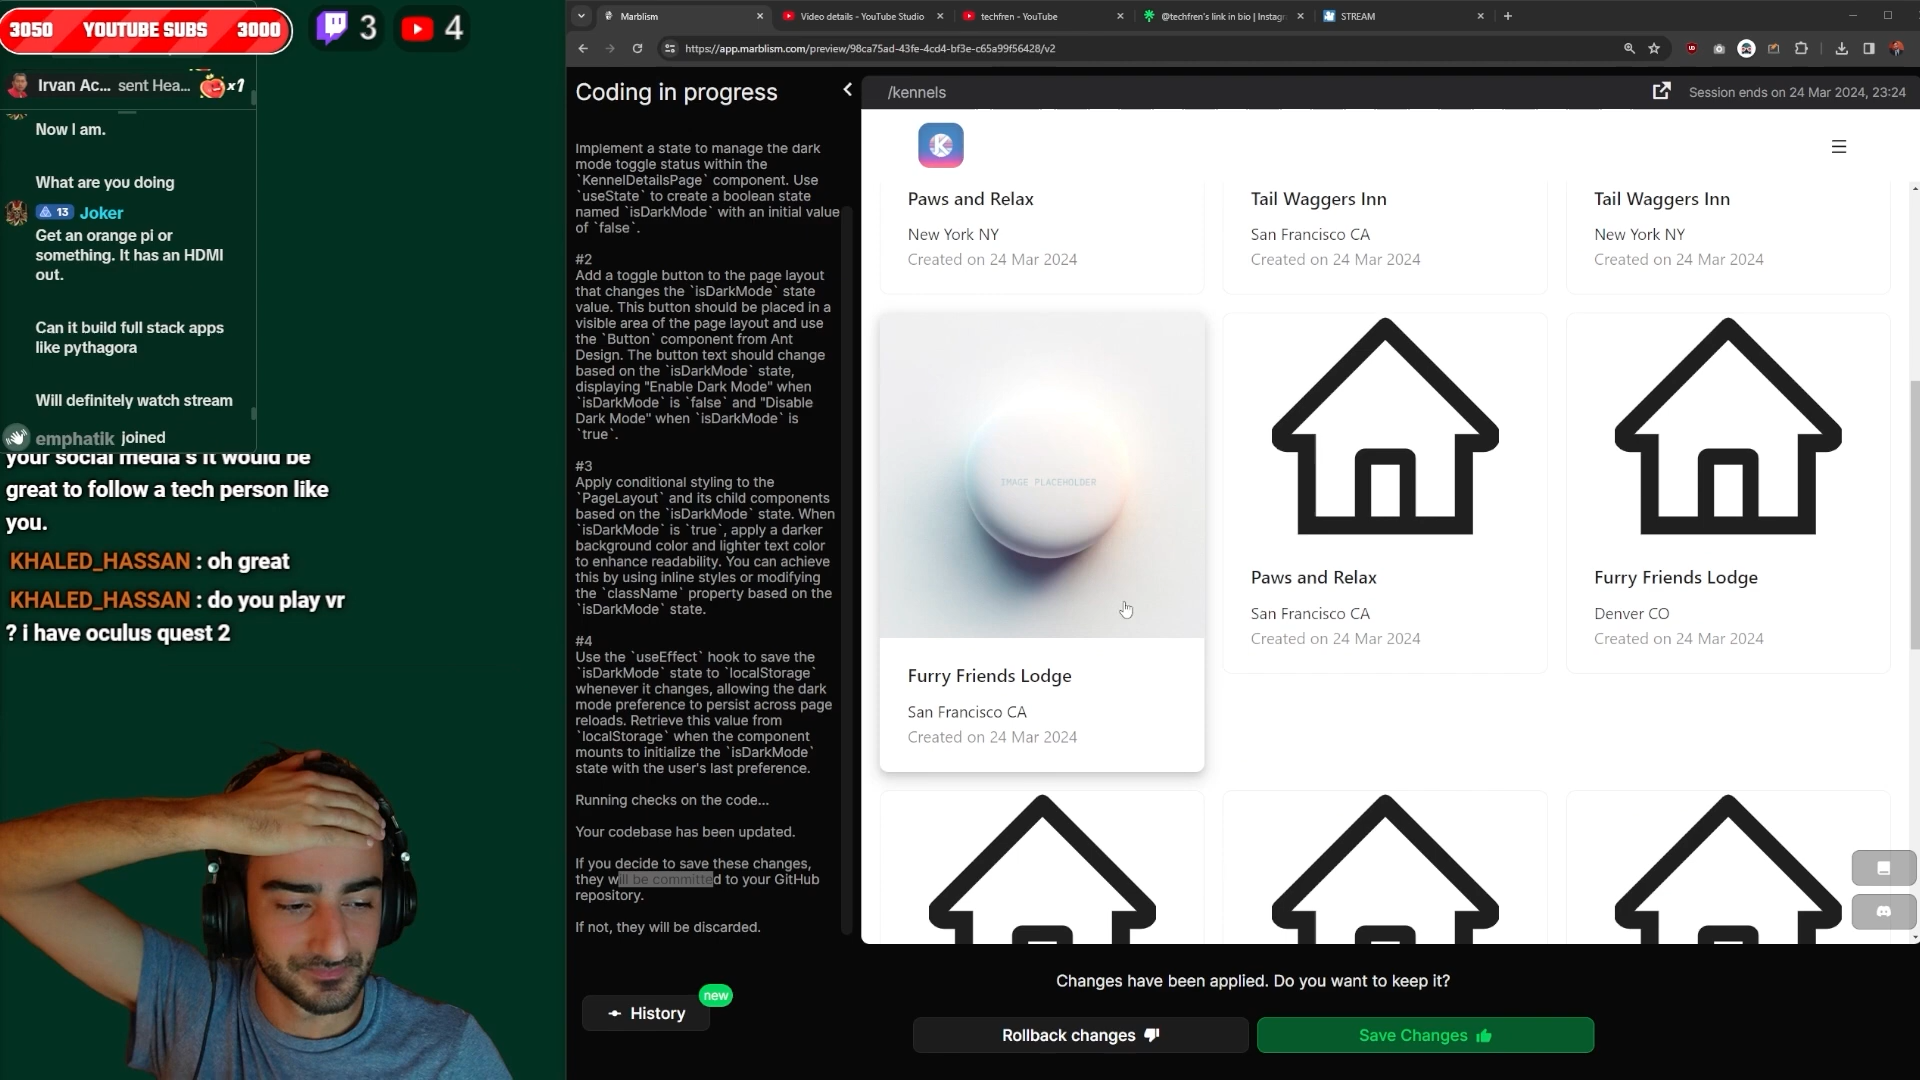 3050 YOUTUBE SUBS 3000
3
4
Irvan Ac... sent Hea... x1
Now I am.
What are you doing
13 Joker
Get an orange pi or
something. It has an HDMI
out.
Can it build full stack apps
like pythagora
Will definitely watch stream
emphatik joined
your social media's it would be
great to follow a tech person like
you.
KHALED_HASSAN : oh great
KHALED_HASSAN : do you play vr
? i have oculus quest 2
Marblism
Video details - YouTube Studio
techfren - YouTube
@techfren's link in bio | Instagr
STREAM
https://app.marblism.com/preview/98ca75ad-43fe-4cd4-bf3e-c65a99f56428/v2
Coding in progress
Implement a state to manage the dark
mode toggle status within the
`KennelDetailsPage` component. Use
`useState` to create a boolean state
named `isDarkMode` with an initial value
of `false`.
#2
Add a toggle button to the page layout
that changes the `isDarkMode` state
value. This button should be placed in a
visible area of the page layout and use
the `Button` component from Ant
Design. The button text should change
based on the `isDarkMode` state,
displaying "Enable Dark Mode" when
`isDarkMode` is `false` and "Disable
Dark Mode" when `isDarkMode` is
`true`.
#3
Apply conditional styling to the
`PageLayout` and its child components
based on the `isDarkMode` state. When
`isDarkMode` is `true`, apply a darker
background color and lighter text color
to enhance readability. You can achieve
this by using inline styles or modifying
the `className` property based on the
`isDarkMode` state.
#4
Use the `useEffect` hook to save the
`isDarkMode` state to `localStorage`
whenever it changes, allowing the dark
mode preference to persist across page
reloads. Retrieve this value from
`localStorage` when the component
mounts to initialize the `isDarkMode`
state with the user's last preference.
Running checks on the code...
Your codebase has been updated.
If you decide to save these changes,
they will be committed to your GitHub
repository.
If not, they will be discarded.
new
History
/kennels
Session ends on 24 Mar 2024, 23:24
K
Paws and Relax
New York NY
Created on 24 Mar 2024
Tail Waggers Inn
San Francisco CA
Created on 24 Mar 2024
Tail Waggers Inn
New York NY
Created on 24 Mar 2024
IMAGE PLACEHOLDER
Furry Friends Lodge
San Francisco CA
Created on 24 Mar 2024
Paws and Relax
San Francisco CA
Created on 24 Mar 2024
Furry Friends Lodge
Denver CO
Created on 24 Mar 2024
Changes have been applied. Do you want to keep it?
Rollback changes
Save Changes